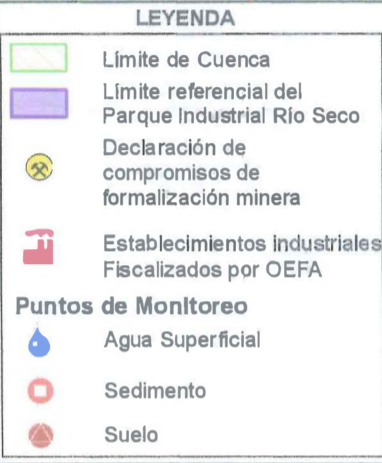 LEYENDA
Límite de Cuenca
Límite referencial del
Parque Industrial Río Seco
Declaración de
compromisos de
formalización minera
Establecimientos industriales
Fiscalizados por OEFA
Puntos de Monitoreo
Agua Superficial
Sedimento
Suelo